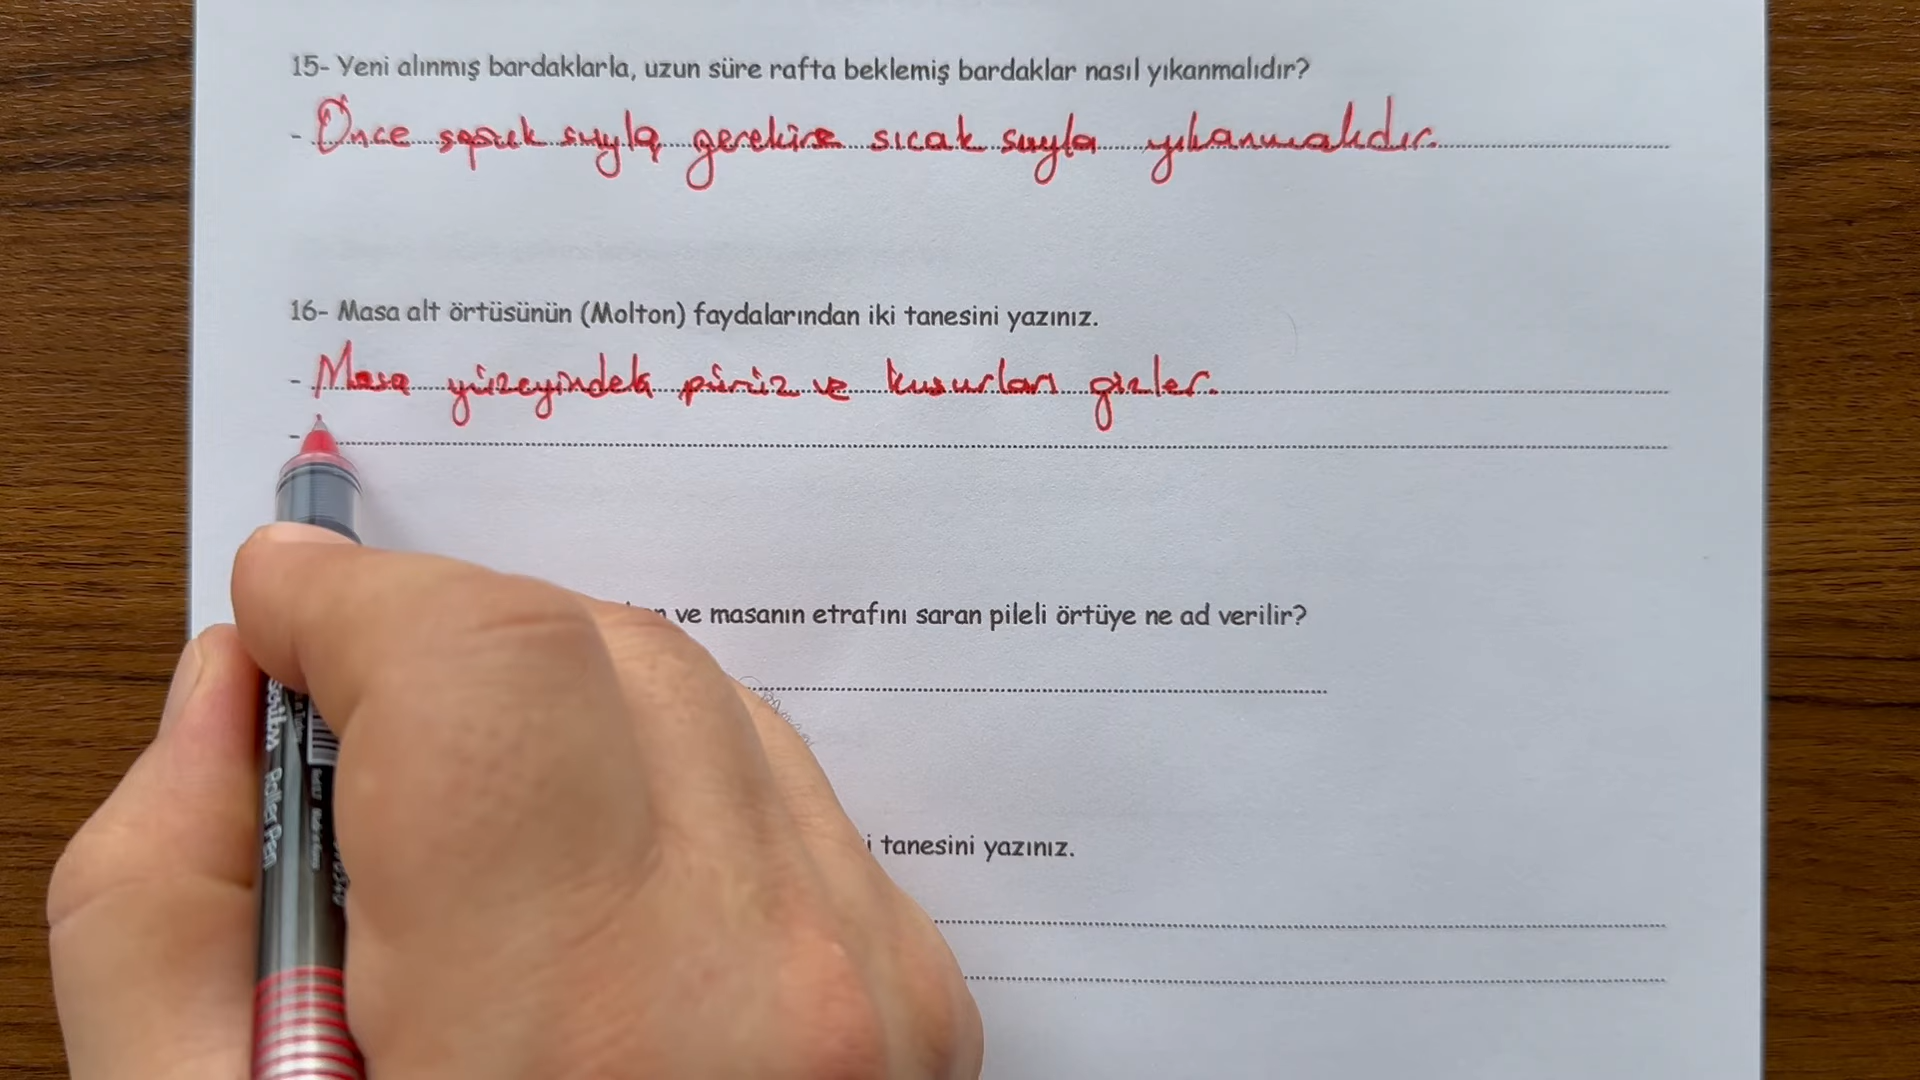 15- Yeni alınmış bardaklarla, uzun süre rafta beklemiş bardaklar nasıl yıkanmalıdır?
- Önce soğuk suyla, gerekirse sıcak suyla yıkanmalıdır.
16- Masa alt örtüsünün (Molton) faydalarından iki tanesini yazınız.
- Masa yüzeyindeki pürüz ve kusurları gizler.
-
ve masanın etrafını saran pileli örtüye ne ad verilir?
tanesini yazınız.
Roller Pen